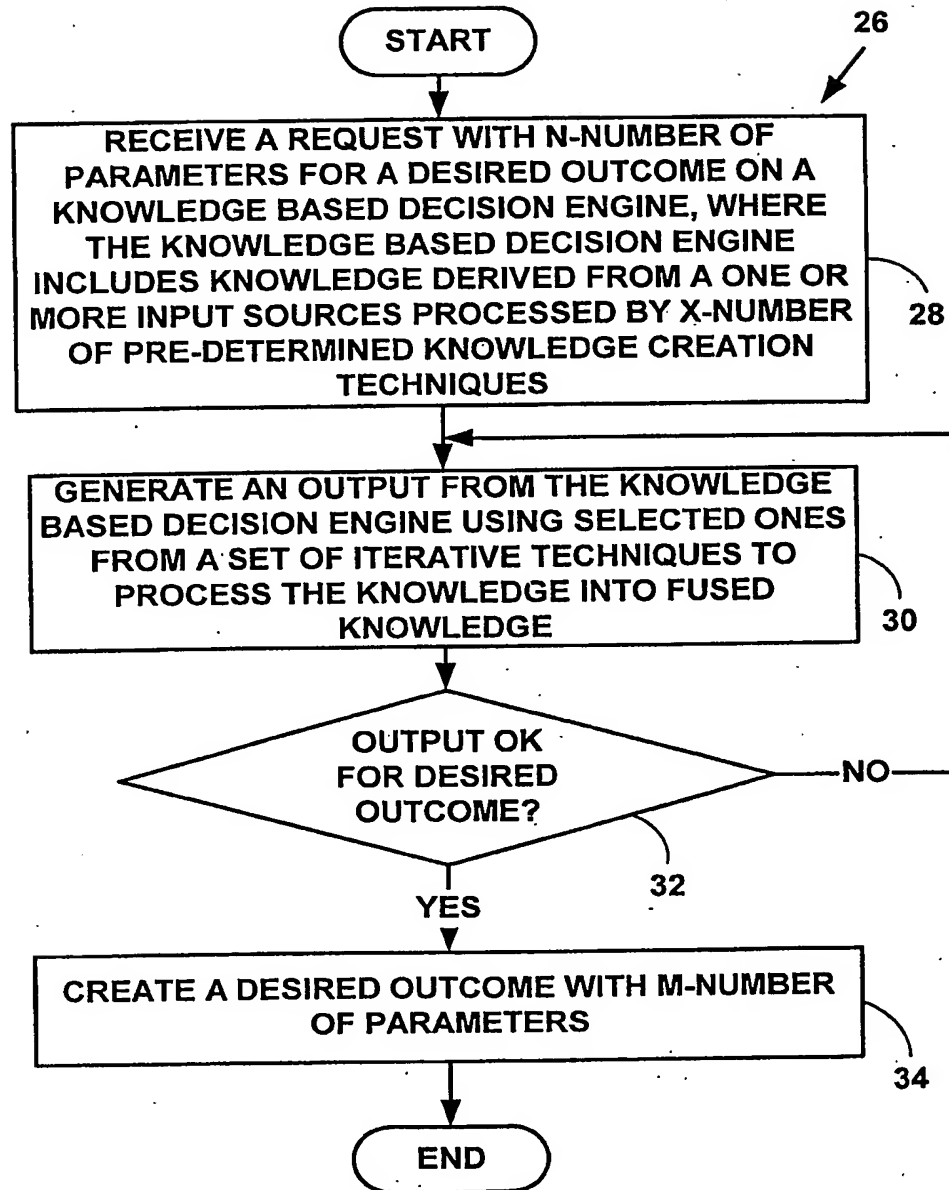 START
26
RECEIVE A REQUEST WITH N-NUMBER OF
PARAMETERS FOR A DESIRED OUTCOME ON A
KNOWLEDGE BASED DECISION ENGINE, WHERE
THE KNOWLEDGE BASED DECISION ENGINE
INCLUDES KNOWLEDGE DERIVED FROM A ONE OR
MORE INPUT SOURCES PROCESSED BY X-NUMBER
OF PRE-DETERMINED KNOWLEDGE CREATION
TECHNIQUES
28
GENERATE AN OUTPUT FROM THE KNOWLEDGE
BASED DECISION ENGINE USING SELECTED ONES
FROM A SET OF ITERATIVE TECHNIQUES TO
PROCESS THE KNOWLEDGE INTO FUSED
KNOWLEDGE
30
OUTPUT OK
FOR DESIRED
OUTCOME?
NO
32
YES
CREATE A DESIRED OUTCOME WITH M-NUMBER
OF PARAMETERS
34
END